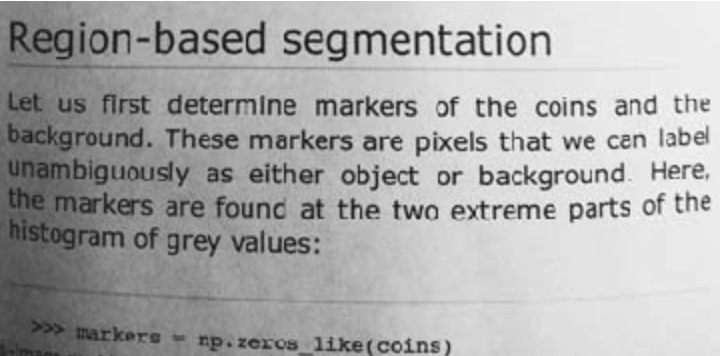 Region-based segmentation
Let us first determine markers of the coins and the
background. These markers are pixels that we can label
unambiguously as either object or background. Here,
the markers are found at the two extreme parts of the
histogram of grey values:
>>> markers = np.zeros_like(coins)